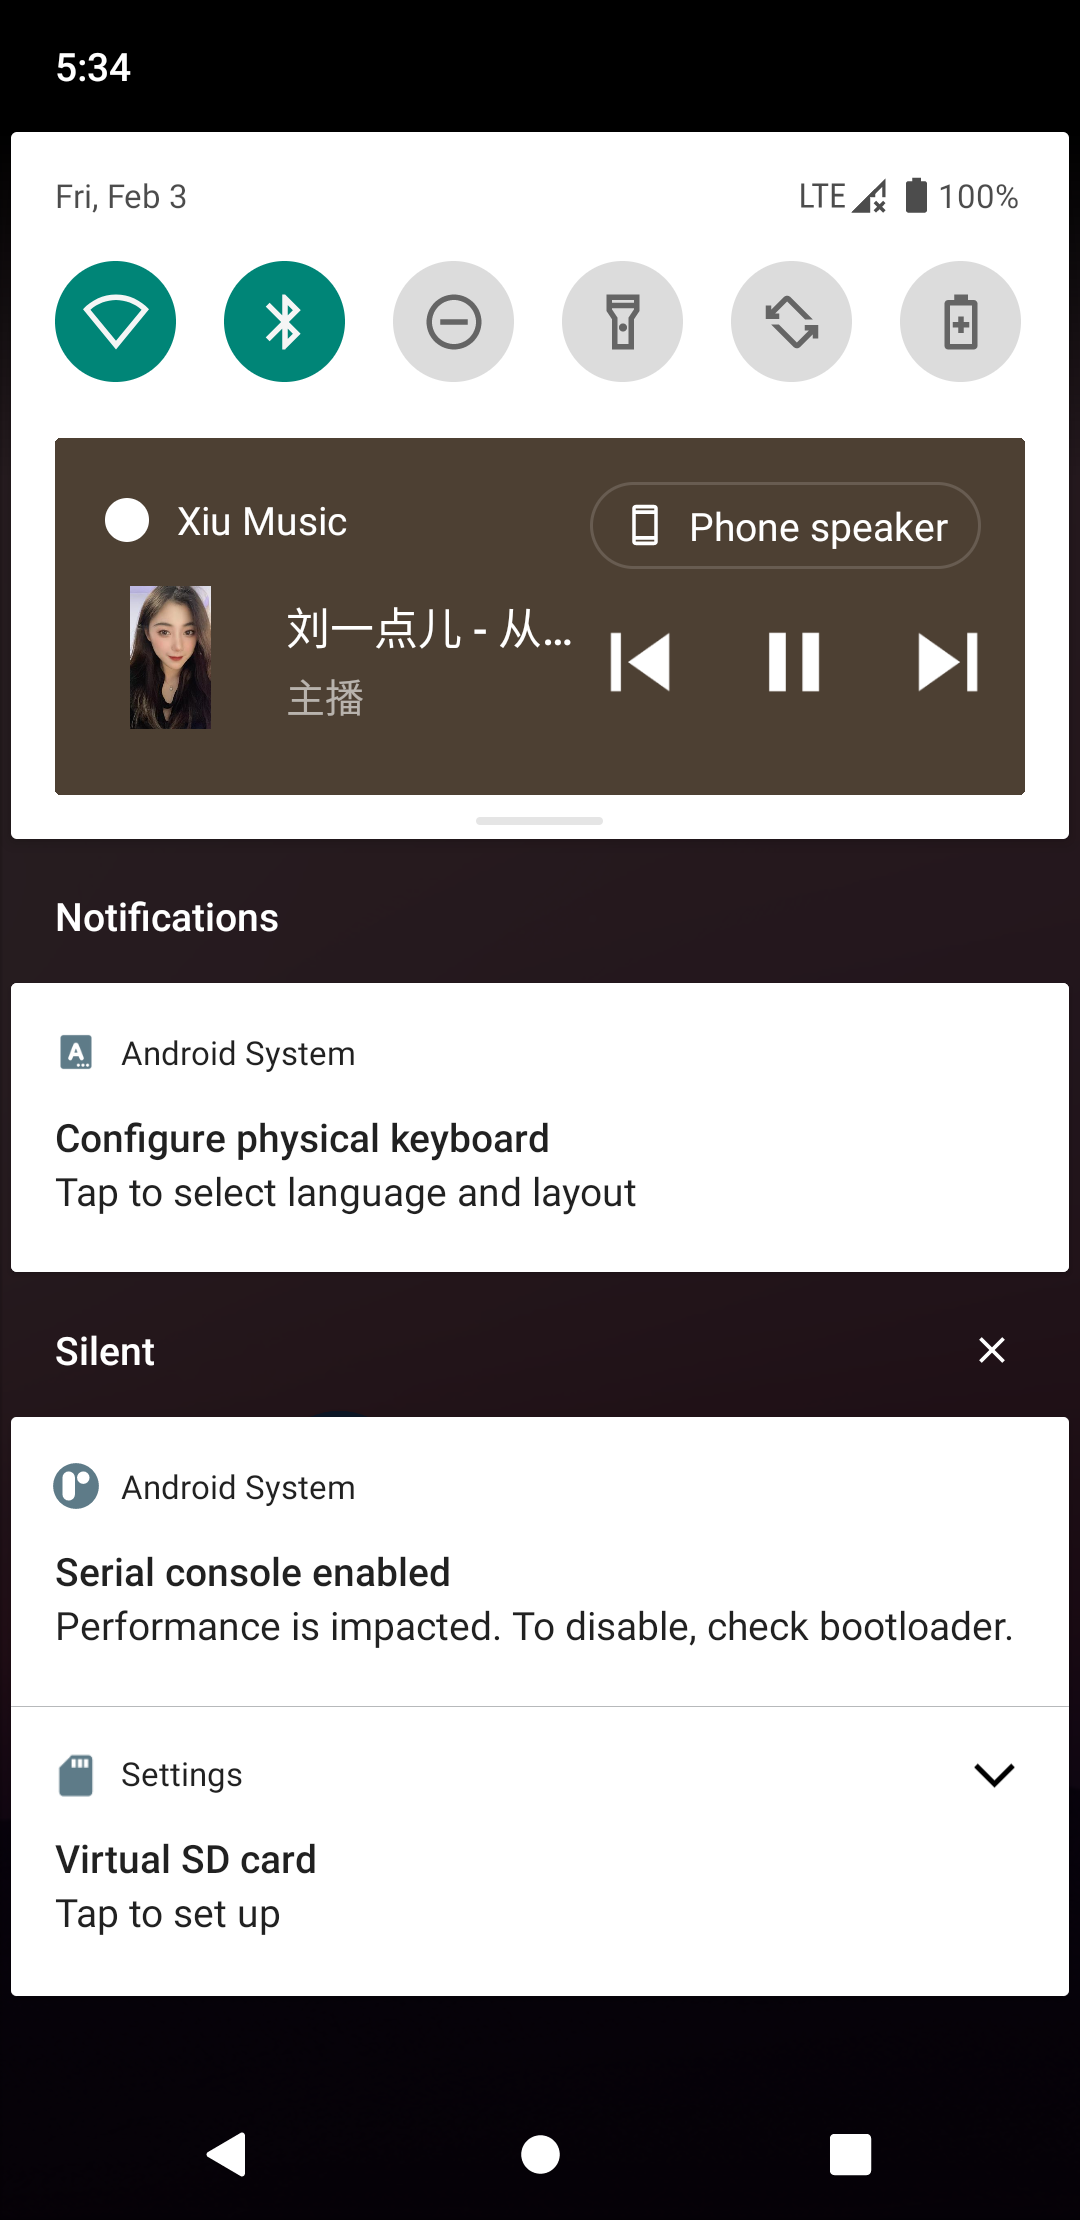 5:34
Fri, Feb 3
LTE 100%
Xiu Music
Phone speaker
刘一点儿 - 从...
主播
Notifications
Android System
Configure physical keyboard
Tap to select language and layout
Silent
Android System
Serial console enabled
Performance is impacted. To disable, check bootloader.
Settings
Virtual SD card
Tap to set up